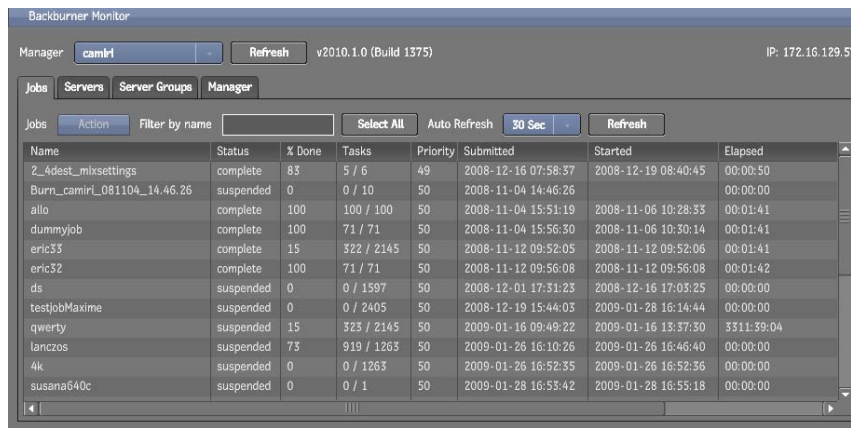 Backburner Monitor
Manager camiri Refresh v2010.1.0 (Build 1375) IP: 172.16.129.5
Jobs Servers Server Groups Manager
Jobs Action Filter by name Select All Auto Refresh 30 Sec Refresh
Name Status % Done Tasks Priority Submitted Started Elapsed
2_4dest_mixsettings complete 83 5 / 6 49 2008-12-16 07:58:37 2008-12-19 08:40:45 00:00:50
Burn_camiri_081104_14.46.26 suspended 0 0 / 10 50 2008-11-04 14:46:26 00:00:00
allo complete 100 100 / 100 50 2008-11-04 15:51:19 2008-11-06 10:28:33 00:01:41
dummyjob complete 100 71 / 71 50 2008-11-04 15:56:30 2008-11-06 10:30:14 00:01:41
eric33 complete 15 322 / 2145 50 2008-11-12 09:52:05 2008-11-12 09:52:06 00:01:41
eric32 complete 100 71 / 71 50 2008-11-12 09:56:08 2008-11-12 09:56:08 00:01:42
ds suspended 0 0 / 1597 50 2008-12-01 17:31:23 2008-12-16 17:03:25 00:00:00
testjobMaxime suspended 0 0 / 2405 50 2008-12-19 15:44:03 2009-01-28 16:14:44 00:00:00
qwerty suspended 15 323 / 2145 50 2009-01-16 09:49:22 2009-01-16 13:37:30 3311:39:04
lanczos suspended 73 919 / 1263 50 2009-01-26 16:10:26 2009-01-26 16:46:40 00:00:00
4k suspended 0 0 / 1263 50 2009-01-26 16:52:35 2009-01-26 16:52:36 00:00:00
susana640c suspended 0 0 / 1 50 2009-01-28 16:53:42 2009-01-28 16:55:18 00:00:00